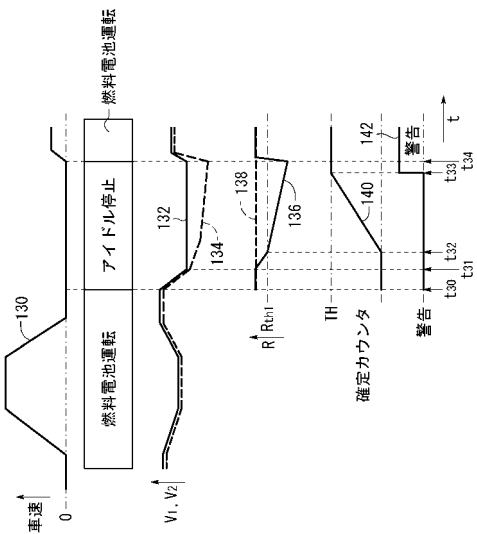 車速
0
130
燃料電池運転
アイドル停止
燃料電池運転
V1, V2
132
134
R
Rth1
138
136
TH
確定カウンタ
140
警告
警告
142
t30
t31
t32
t33
t34
t